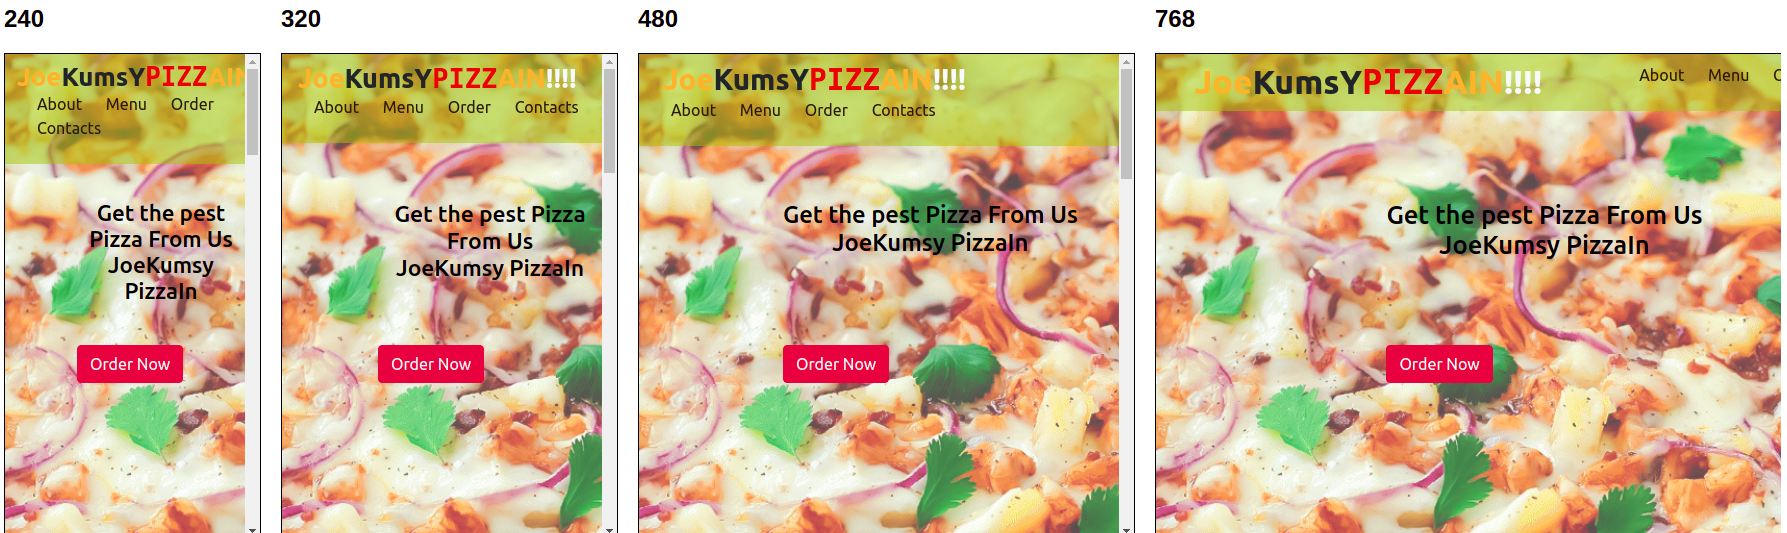 240
JoeKumsYPIZZAIN
About Menu Order
Contacts
Get the pest
Pizza From Us
JoeKumsy
PizzaIn
Order Now
320
JoeKumsYPIZZAIN!!!!
About Menu Order Contacts
Get the pest Pizza
From Us
JoeKumsy PizzaIn
Order Now
480
JoeKumsYPIZZAIN!!!!
About Menu Order Contacts
Get the pest Pizza From Us
JoeKumsy PizzaIn
Order Now
768
JoeKumsYPIZZAIN!!!!
About Menu
Get the pest Pizza From Us
JoeKumsy PizzaIn
Order Now